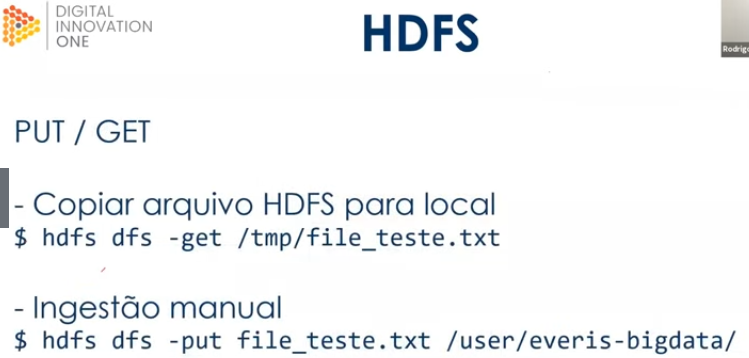 DIGITAL
INNOVATION
ONE
HDFS
PUT / GET
- Copiar arquivo HDFS para local
$ hdfs dfs -get /tmp/file_teste.txt
- Ingestão manual
$ hdfs dfs -put file_teste.txt /user/everis-bigdata/